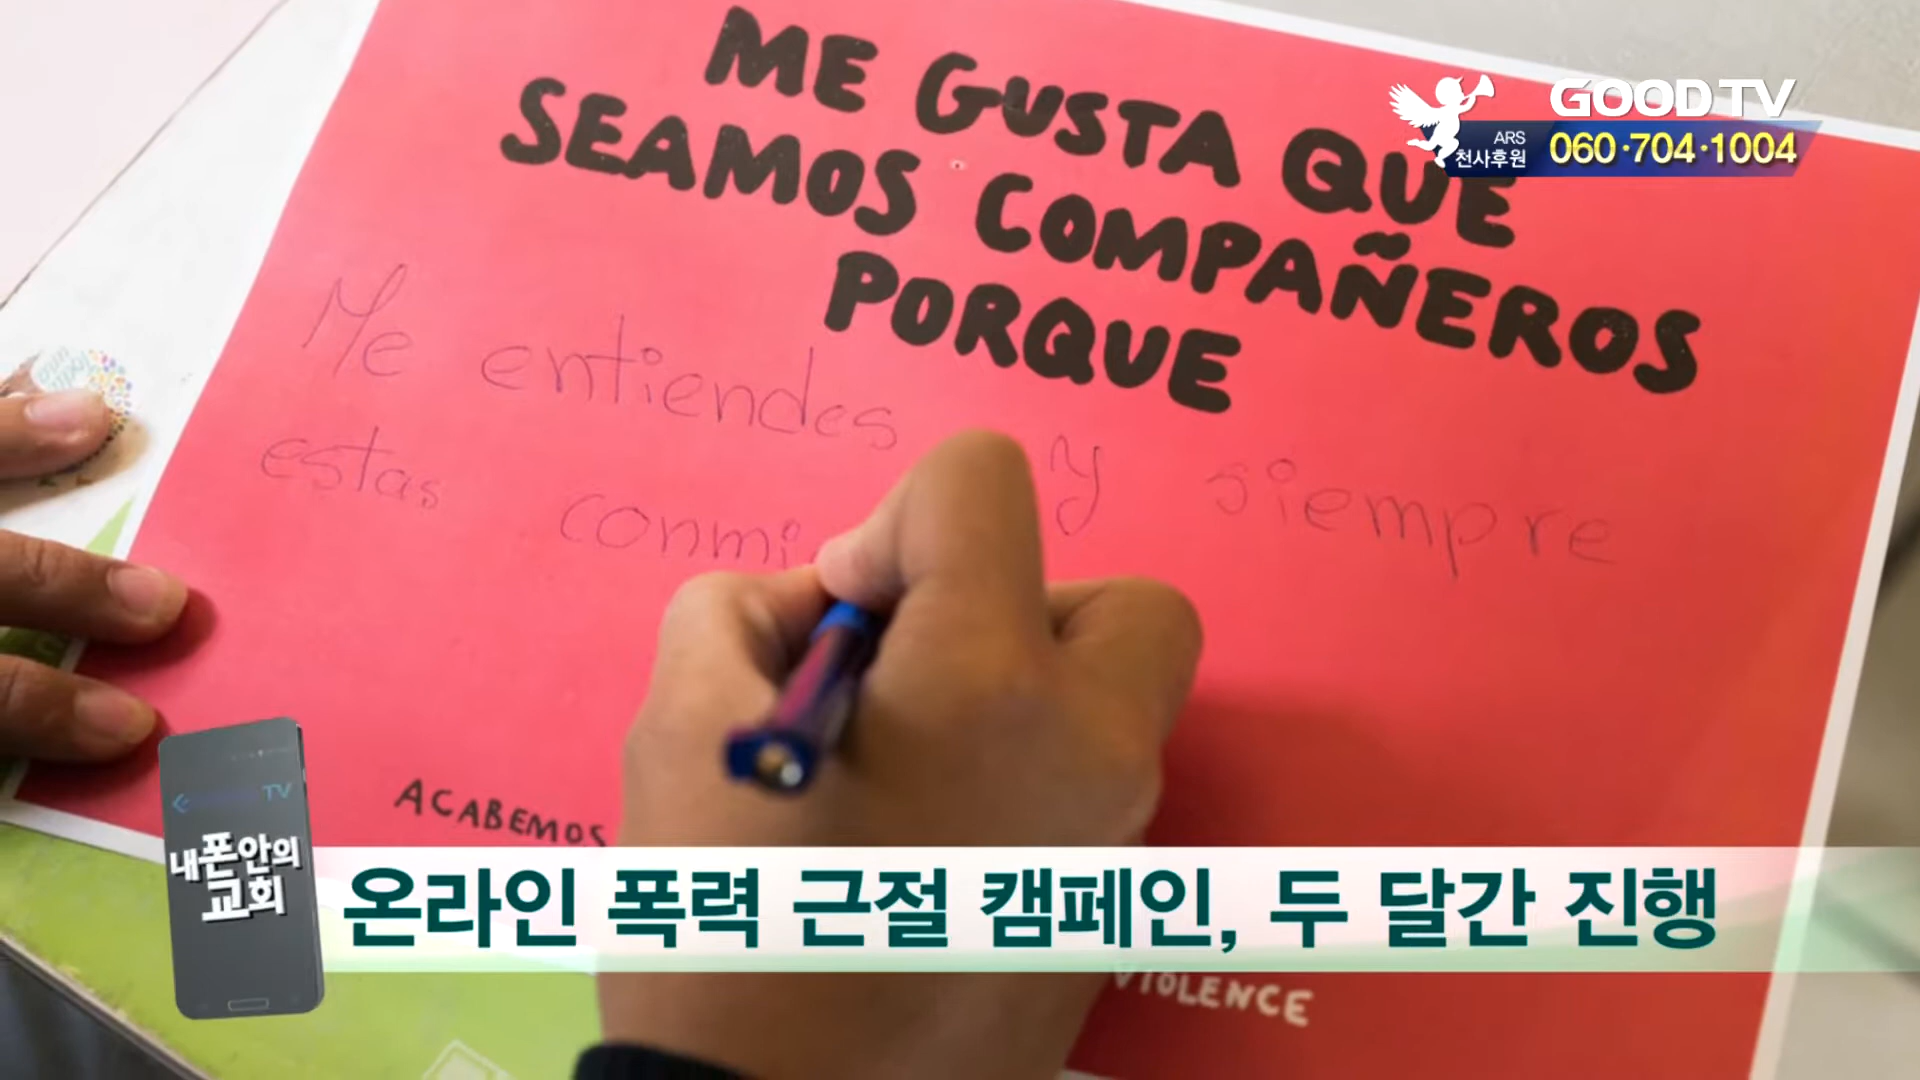 ME GUSTA QUE
SEAMOS COMPAÑEROS
PORQUE
Me entiendes y siempre
estas conmi
ACABEMOS
VIOLENCE
GOODTV
ARS
천사후원
060·704·1004
TV
내폰안의
교회
온라인 폭력 근절 캠페인, 두 달간 진행